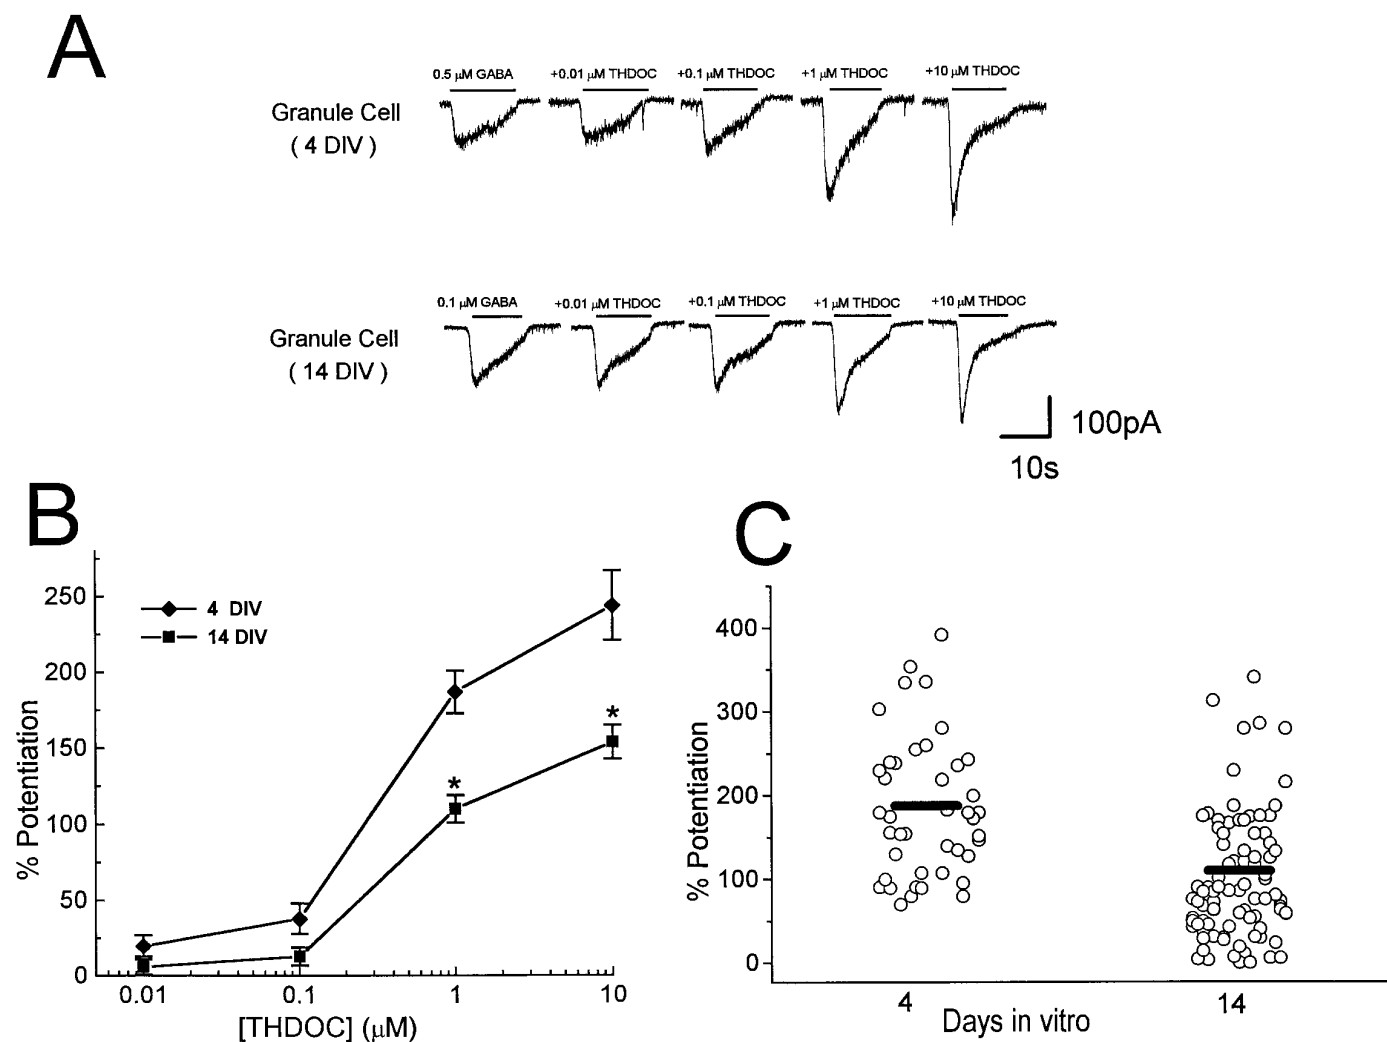 A
0.5 μM GABA
+0.01 μM THDOC
+0.1 μM THDOC
+1 μM THDOC
+10 μM THDOC
Granule Cell
( 4 DIV )
0.1 μM GABA
+0.01 μM THDOC
+0.1 μM THDOC
+1 μM THDOC
+10 μM THDOC
Granule Cell
( 14 DIV )
100pA
10s
B
% Potentiation
250
200
150
100
50
0
4 DIV
14 DIV
*
*
0.01
0.1
1
10
[THDOC] (μM)
C
% Potentiation
400
300
200
100
0
4
14
Days in vitro